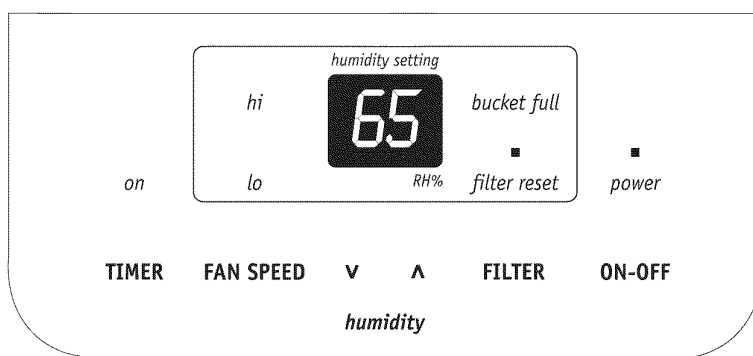 humidity setting
hi
65
bucket full
on
lo
RH%
filter reset
power
TIMER
FAN SPEED
∨
∧
FILTER
ON-OFF
humidity